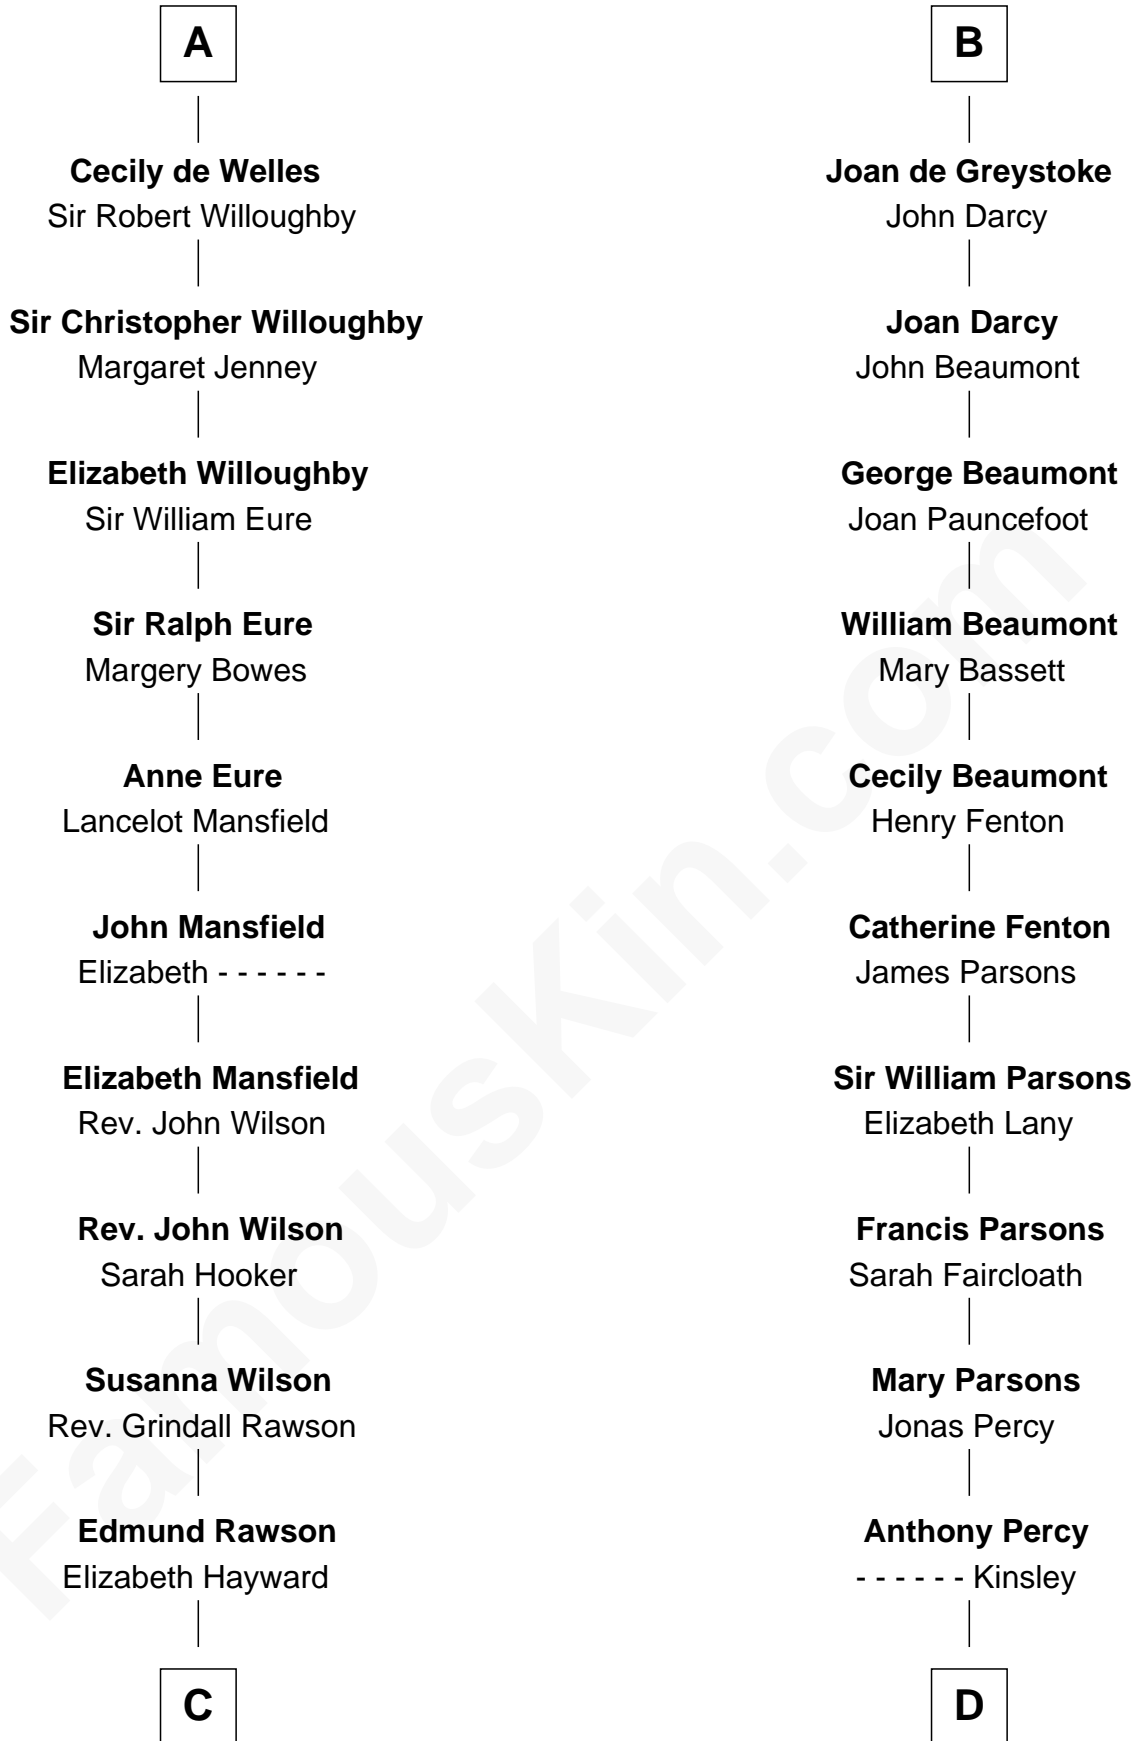 A
Cecily de Welles
Sir Robert Willoughby
Sir Christopher Willoughby
Margaret Jenney
Elizabeth Willoughby
Sir William Eure
Sir Ralph Eure
Margery Bowes
Anne Eure
Lancelot Mansfield
John Mansfield
Elizabeth - - - - - -
Elizabeth Mansfield
Rev. John Wilson
Rev. John Wilson
Sarah Hooker
Susanna Wilson
Rev. Grindall Rawson
Edmund Rawson
Elizabeth Hayward
C
B
Joan de Greystoke
John Darcy
Joan Darcy
John Beaumont
George Beaumont
Joan Pauncefoot
William Beaumont
Mary Bassett
Cecily Beaumont
Henry Fenton
Catherine Fenton
James Parsons
Sir William Parsons
Elizabeth Lany
Francis Parsons
Sarah Faircloath
Mary Parsons
Jonas Percy
Anthony Percy
- - - - - - Kinsley
D
FamousKin.com